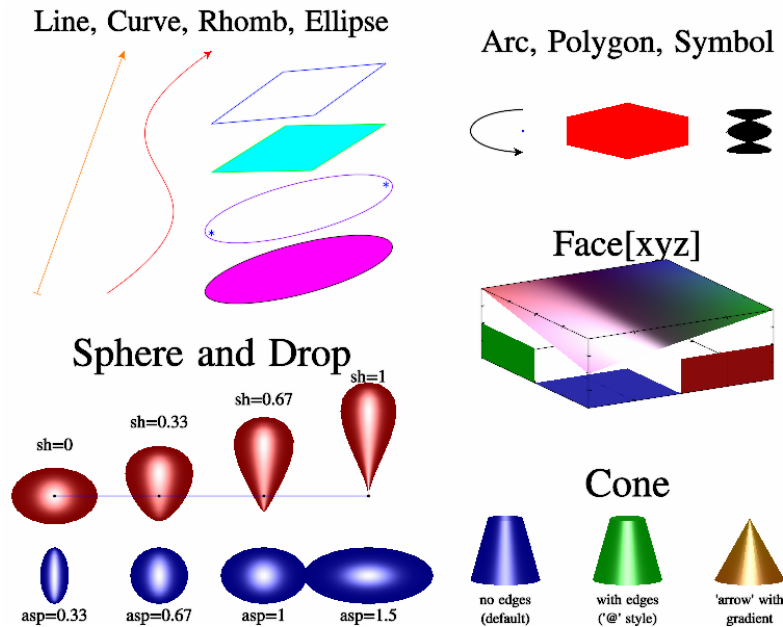 Line, Curve, Rhomb, Ellipse
Arc, Polygon, Symbol
Face[xyz]
Sphere and Drop
sh=0
sh=0.33
sh=0.67
sh=1
asp=0.33
asp=0.67
asp=1
asp=1.5
Cone
no edges
(default)
with edges
('@' style)
'arrow' with
gradient